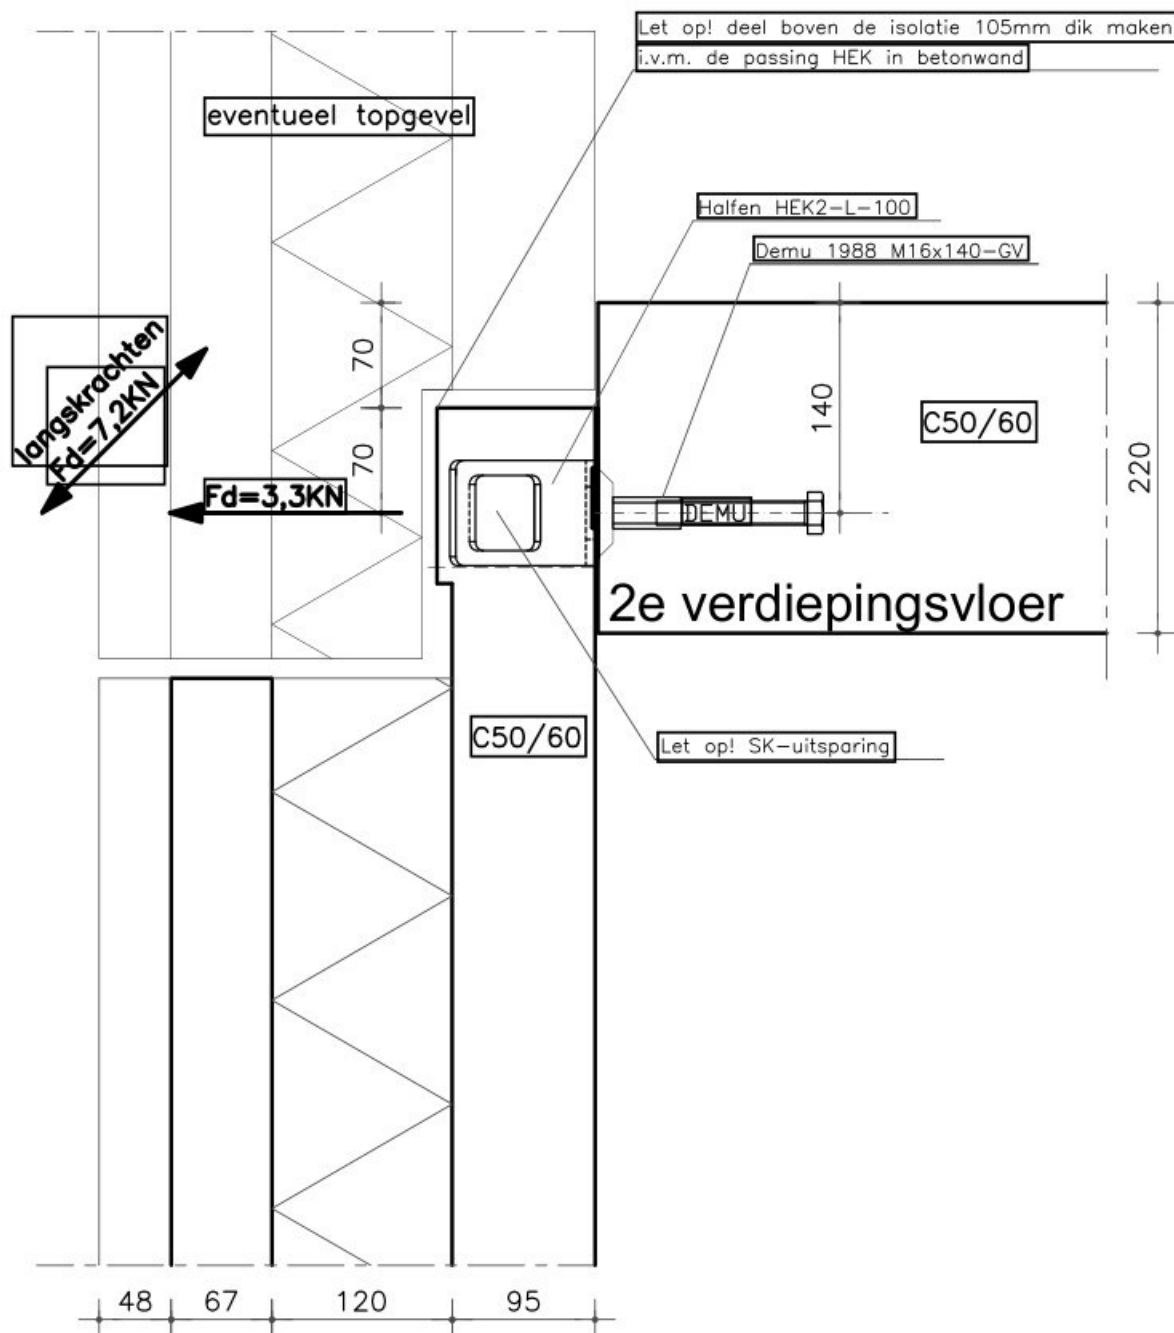 Let op! deel boven de isolatie 105mm dik maken
i.v.m. de passing HEK in betonwand
eventueel topgevel
Halfen HEK2-L-100
Demu 1988 M16x140-GV
langskrachten
Fd=7,2KN
70
140
C50/60
220
70
Fd=3,3KN
DEMU
2e verdiepingsvloer
C50/60
Let op! SK-uitsparing
48
67
120
95